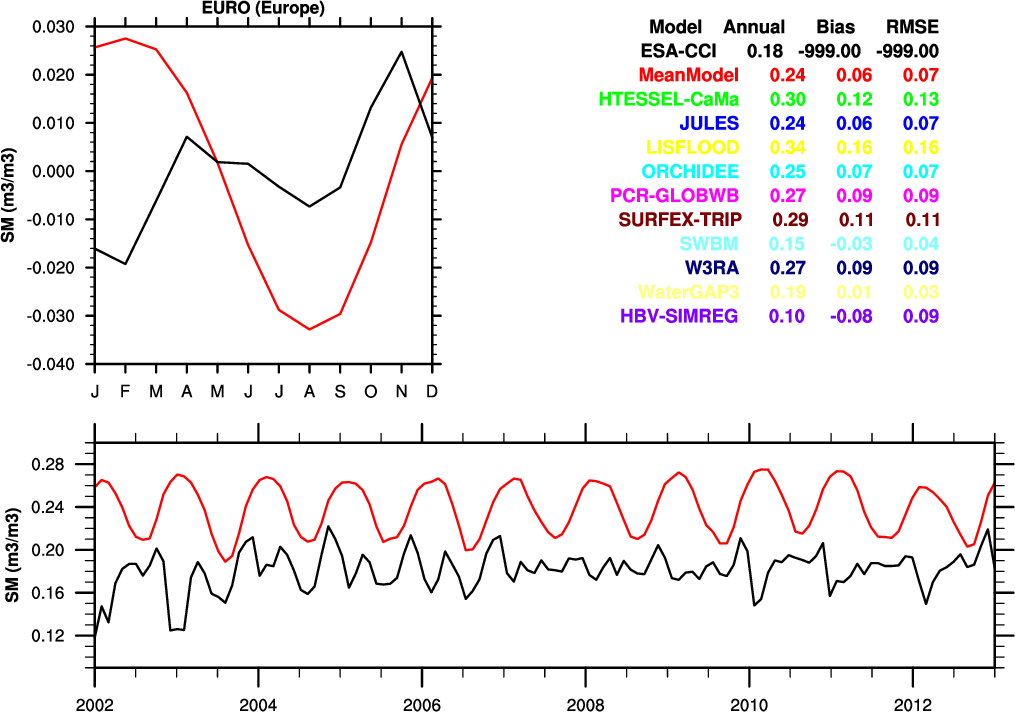 EURO (Europe)
0.030
0.020
0.010
0.000
-0.010
-0.020
-0.030
-0.040
SM (m3/m3)
J F M A M J J A S O N D
Model Annual Bias RMSE
ESA-CCI 0.18 -999.00 -999.00
MeanModel 0.24 0.06 0.07
HTESSEL-CaMa 0.30 0.12 0.13
JULES 0.24 0.06 0.07
LISFLOOD 0.34 0.16 0.16
ORCHIDEE 0.25 0.07 0.07
PCR-GLOBWB 0.27 0.09 0.09
SURFEX-TRIP 0.29 0.11 0.11
SWBM 0.15 -0.03 0.04
W3RA 0.27 0.09 0.09
WaterGAP3 0.19 0.01 0.03
HBV-SIMREG 0.10 -0.08 0.09
0.28
0.24
0.20
0.16
0.12
SM (m3/m3)
2002 2004 2006 2008 2010 2012